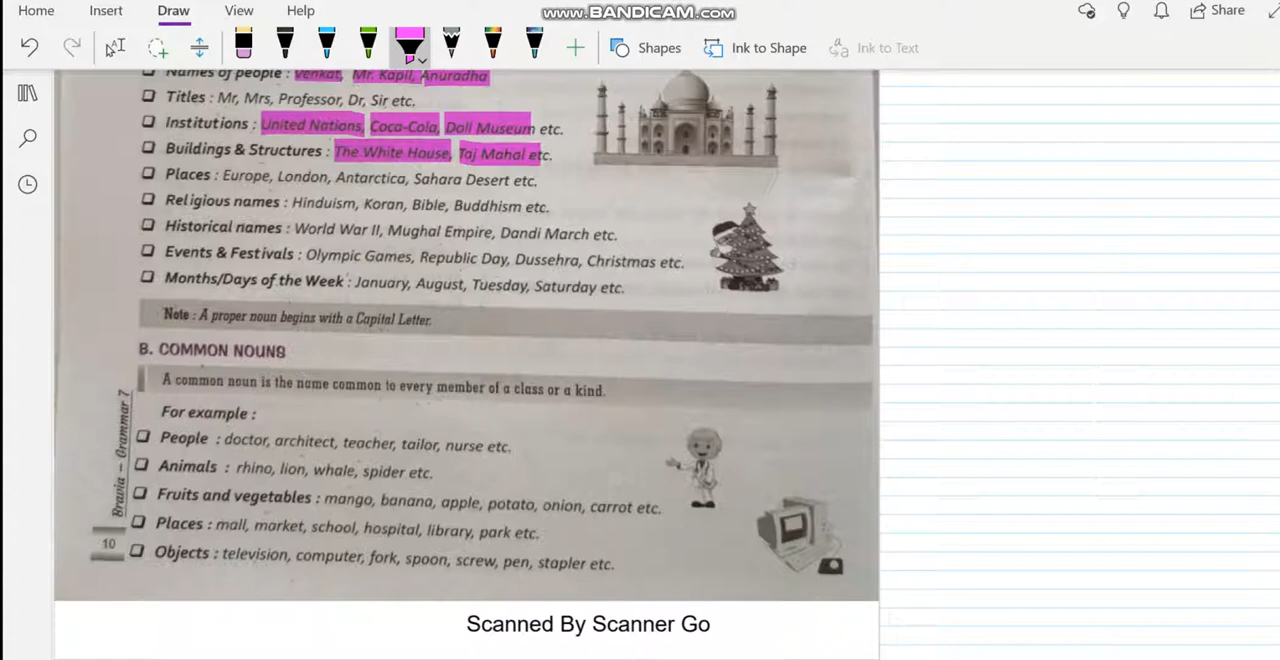 Home Insert Draw View Help
www.BANDICAM.com
Share
Shapes Ink to Shape Ink to Text
Names of people : Venkat, Mr. Kapil, Anuradha
Titles : Mr, Mrs, Professor, Dr, Sir etc.
Institutions : United Nations, Coca-Cola, Dali Museum etc.
Buildings & Structures : The White House, Taj Mahal etc.
Places : Europe, London, Antarctica, Sahara Desert etc.
Religious names : Hinduism, Koran, Bible, Buddhism etc.
Historical names : World War II, Mughal Empire, Dandi March etc.
Events & Festivals : Olympic Games, Republic Day, Dussehra, Christmas etc.
Months/Days of the Week : January, August, Tuesday, Saturday etc.
Note : A proper noun begins with a Capital Letter.
B. COMMON NOUNS
A common noun is the name common to every member of a class or a kind.
For example :
People : doctor, architect, teacher, tailor, nurse etc.
Animals : rhino, lion, whale, spider etc.
Fruits and vegetables : mango, banana, apple, potato, onion, carrot etc.
Places : mall, market, school, hospital, library, park etc.
Objects : television, computer, fork, spoon, screw, pen, stapler etc.
Bravia – Grammar 7
10
Scanned By Scanner Go